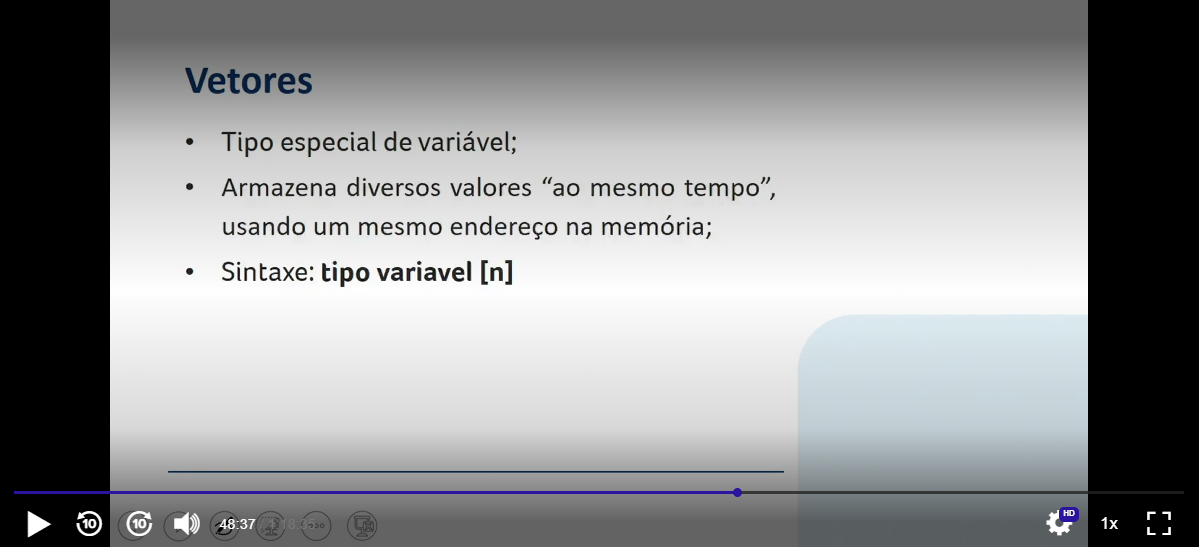 Vetores
• Tipo especial de variável;
• Armazena diversos valores “ao mesmo tempo”,
usando um mesmo endereço na memória;
• Sintaxe: tipo variavel [n]
10 10 48:37 HD 1x